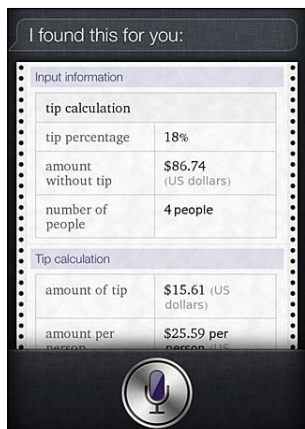 I found this for you:
Input information
tip calculation
tip percentage 18%
amount $86.74
without tip (US dollars)
number of 4 people
people
Tip calculation
amount of tip $15.61 (US
dollars)
amount per $25.59 per
person person (US